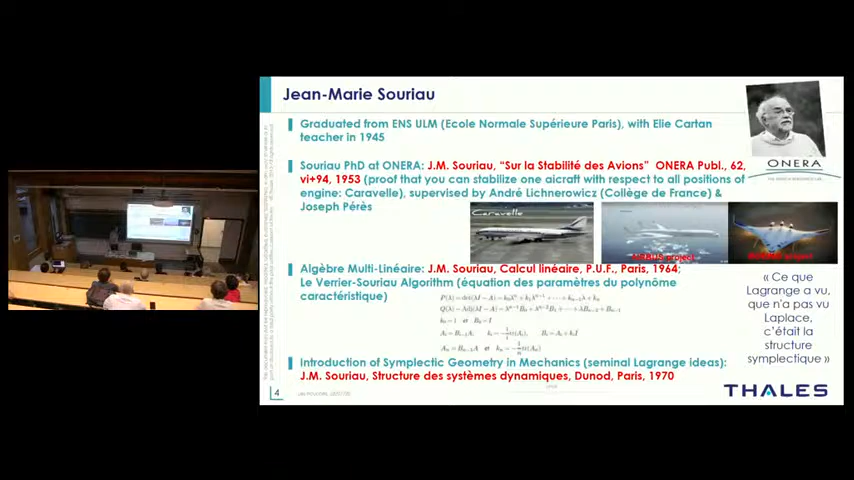 Jean-Marie Souriau
Graduated from ENS ULM (Ecole Normale Supérieure Paris), with Elie Cartan
teacher in 1945
Souriau PhD at ONERA: J.M. Souriau, “Sur la Stabilité des Avions” ONERA Publ., 62,
vi+94, 1953 (proof that you can stabilize one aicraft with respect to all positions of
engine: Caravelle), supervised by André Lichnerowicz (Collège de France) &
Joseph Pérès
ONERA
Caravelle
Algèbre Multi-Linéaire: J.M. Souriau, Calcul linéaire, P.U.F., Paris, 1964;
Le Verrier-Souriau Algorithm (équation des paramètres du polynôme
caractéristique)
« Ce que
Lagrange a vu,
que n'a pas vu
Laplace,
c'était la
structure
symplectique »
Introduction of Symplectic Geometry in Mechanics (seminal Lagrange ideas):
J.M. Souriau, Structure des systèmes dynamiques, Dunod, Paris, 1970
4
THALES